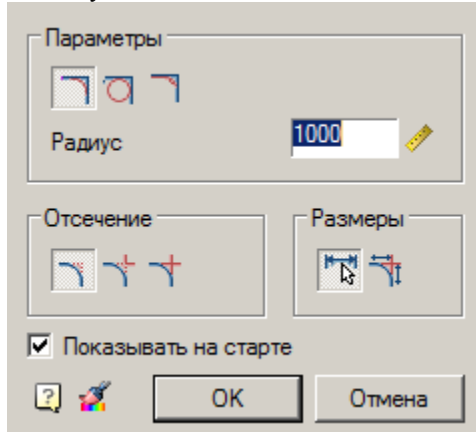 Параметры
Радиус
1000
Отсечение
Размеры
Показывать на старте
?
OK
Отмена